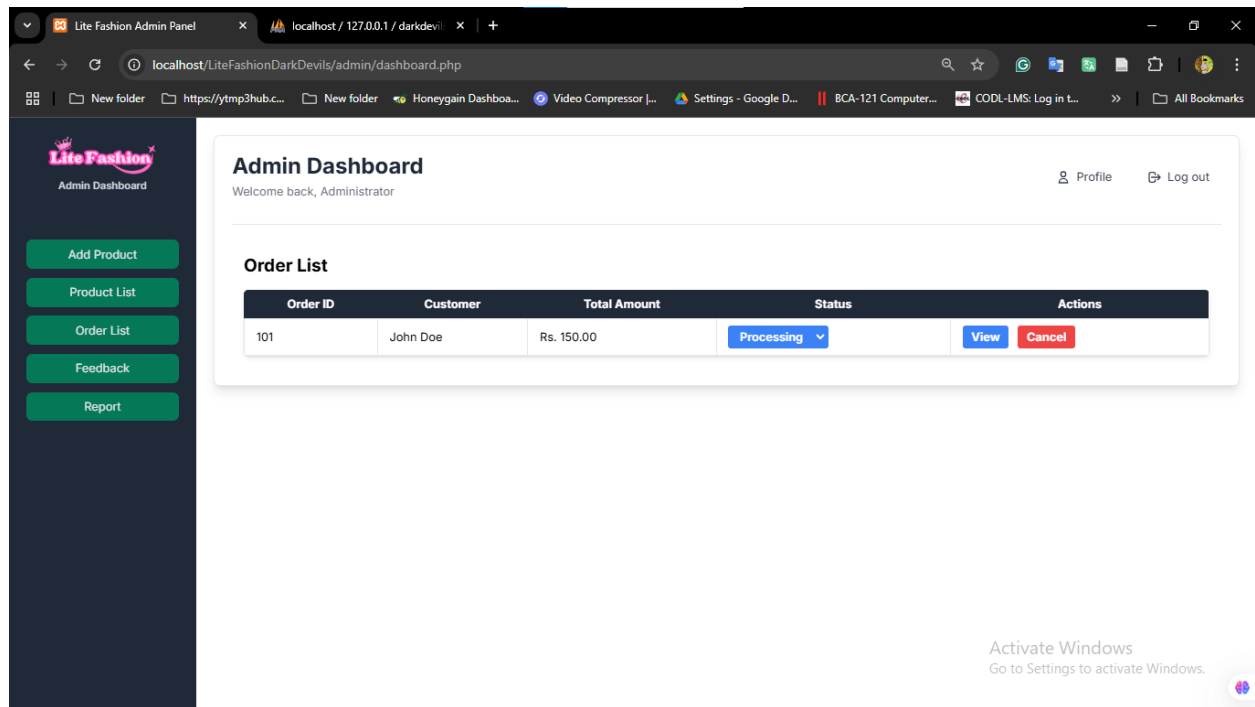 Lite Fashion Admin Panel
localhost / 127.0.0.1 / darkdevil
localhost/LiteFashionDarkDevils/admin/dashboard.php
New folder
https://ytmp3hub.c...
New folder
Honeygain Dashboa...
Video Compressor |...
Settings - Google D...
BCA-121 Computer...
CODL-LMS: Log in t...
All Bookmarks
Lite Fashion
Admin Dashboard
Add Product
Product List
Order List
Feedback
Report
Admin Dashboard
Welcome back, Administrator
Profile
Log out
Order List
Order ID Customer Total Amount Status Actions
101 John Doe Rs. 150.00 Processing View Cancel
Activate Windows
Go to Settings to activate Windows.